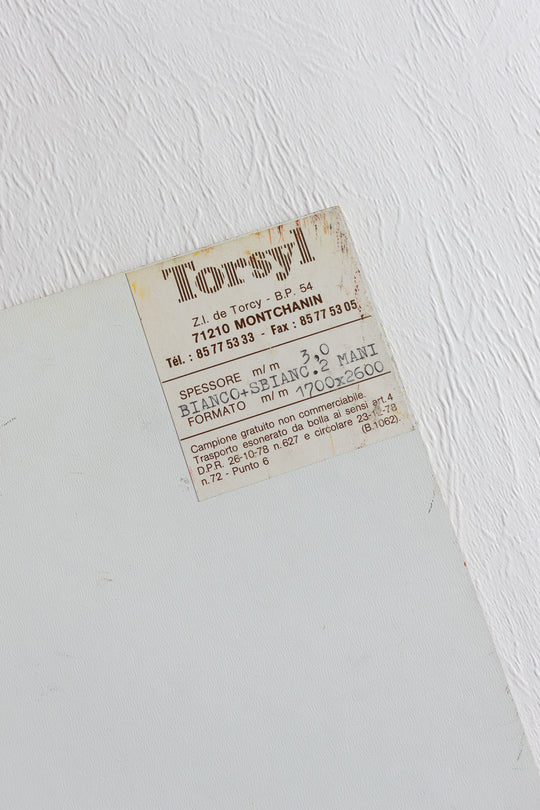 Torsyl
Z.I. de Torcy - B.P. 54
71210 MONTCHANIN
Tél. : 85 77 53 33 - Fax : 85 77 53 05
SPESSORE m/m 3,0
BIANCO+SBIANC.2 MANI
FORMATO m/m 1700x2600
Campione gratuito non commerciabile.
Trasporto esonerato da bolla ai sensi art.4
D.P.R. 26-10-78 n.627 e circolare 23-12-78
n.72 - Punto 6 (B.1062).